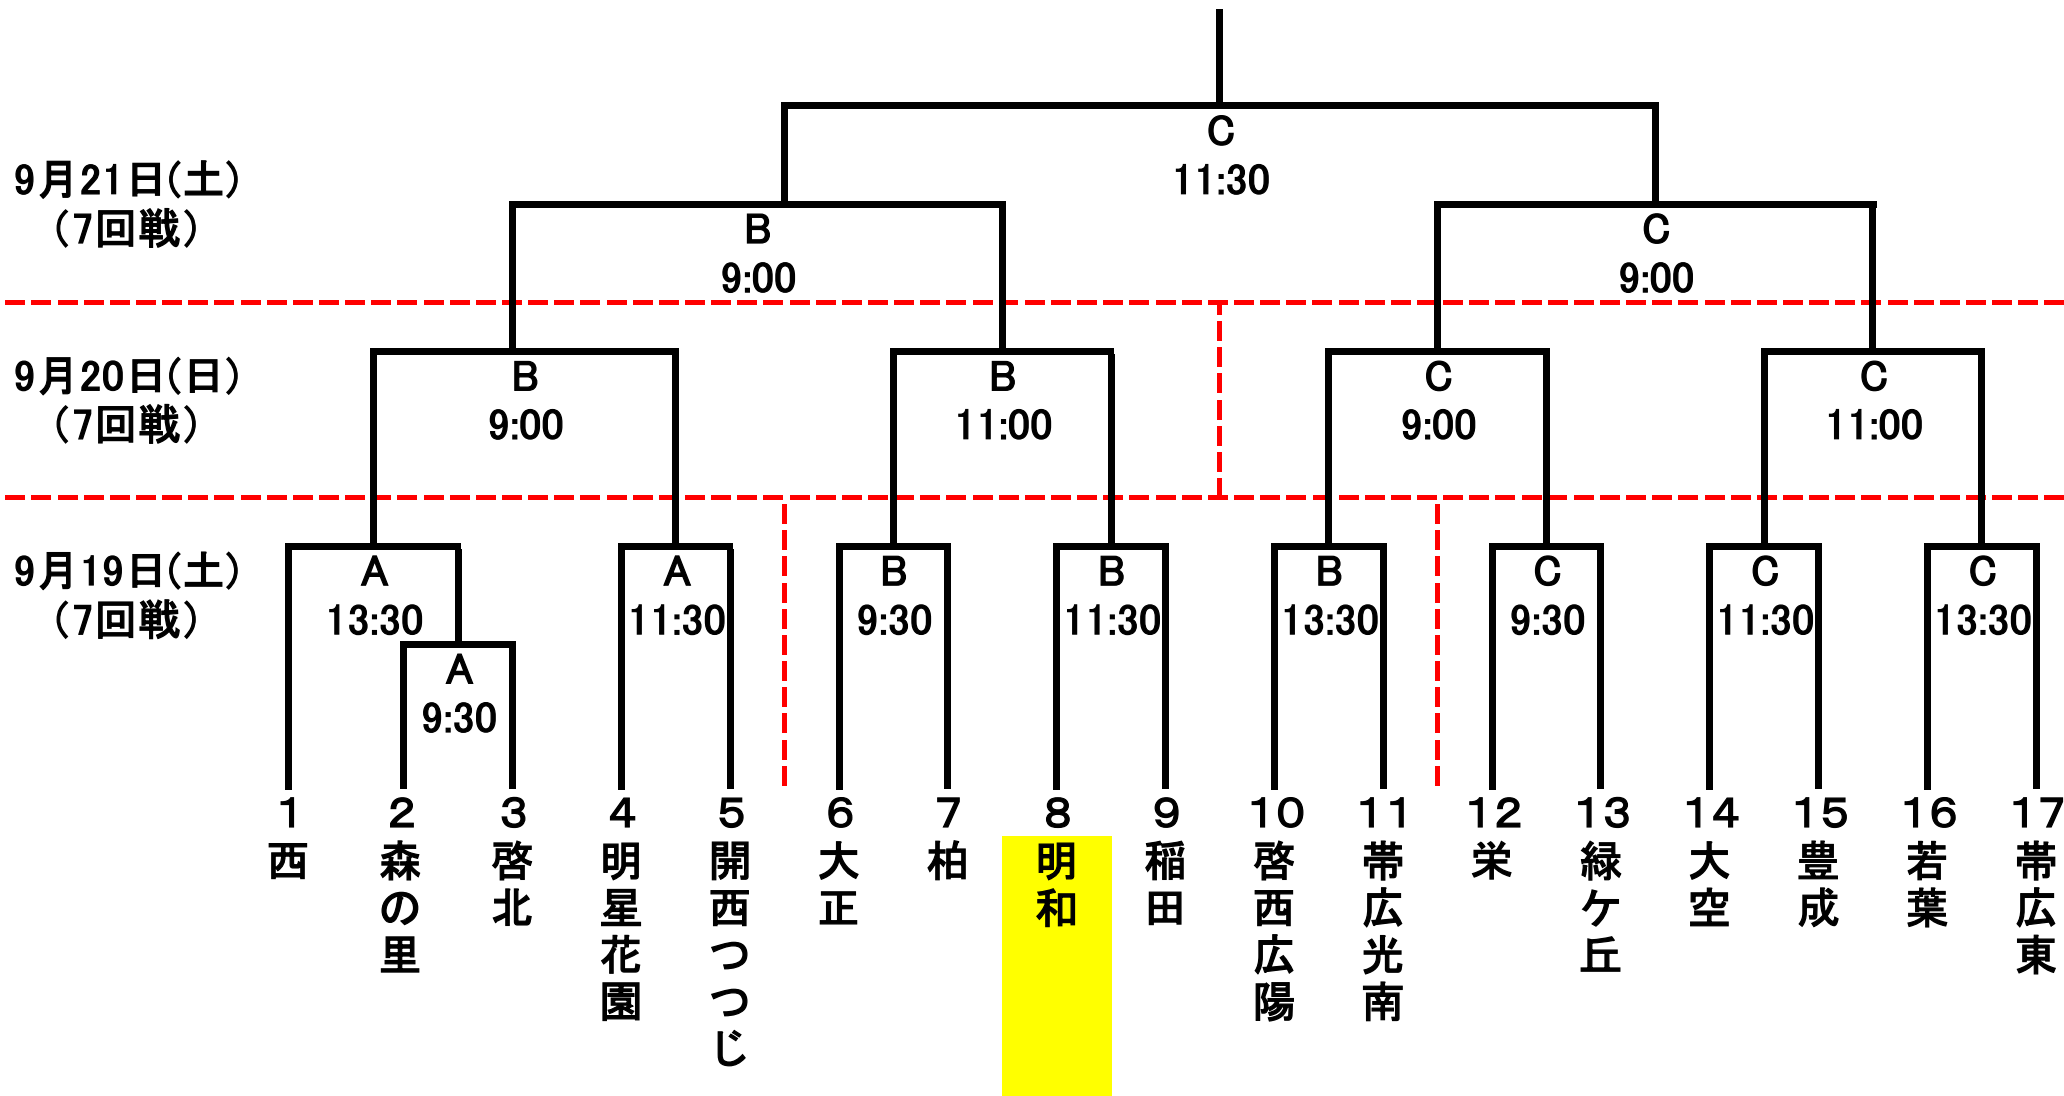 C
11:30
9月21日(土)
(7回戦)
B
9:00
C
9:00
9月20日(日)
(7回戦)
B
9:00
B
11:00
C
9:00
C
11:00
9月19日(土)
(7回戦)
A
13:30
A
11:30
B
9:30
B
11:30
B
13:30
C
9:30
C
11:30
C
13:30
A
9:30
1 西
2 森の里
3 啓北
4 明星花園
5 開西つつじ
6 大正
7 柏
8 明和
9 稲田
10 啓西広陽
11 帯広光南
12 栄
13 緑ケ丘
14 大空
15 豊成
16 若葉
17 帯広東